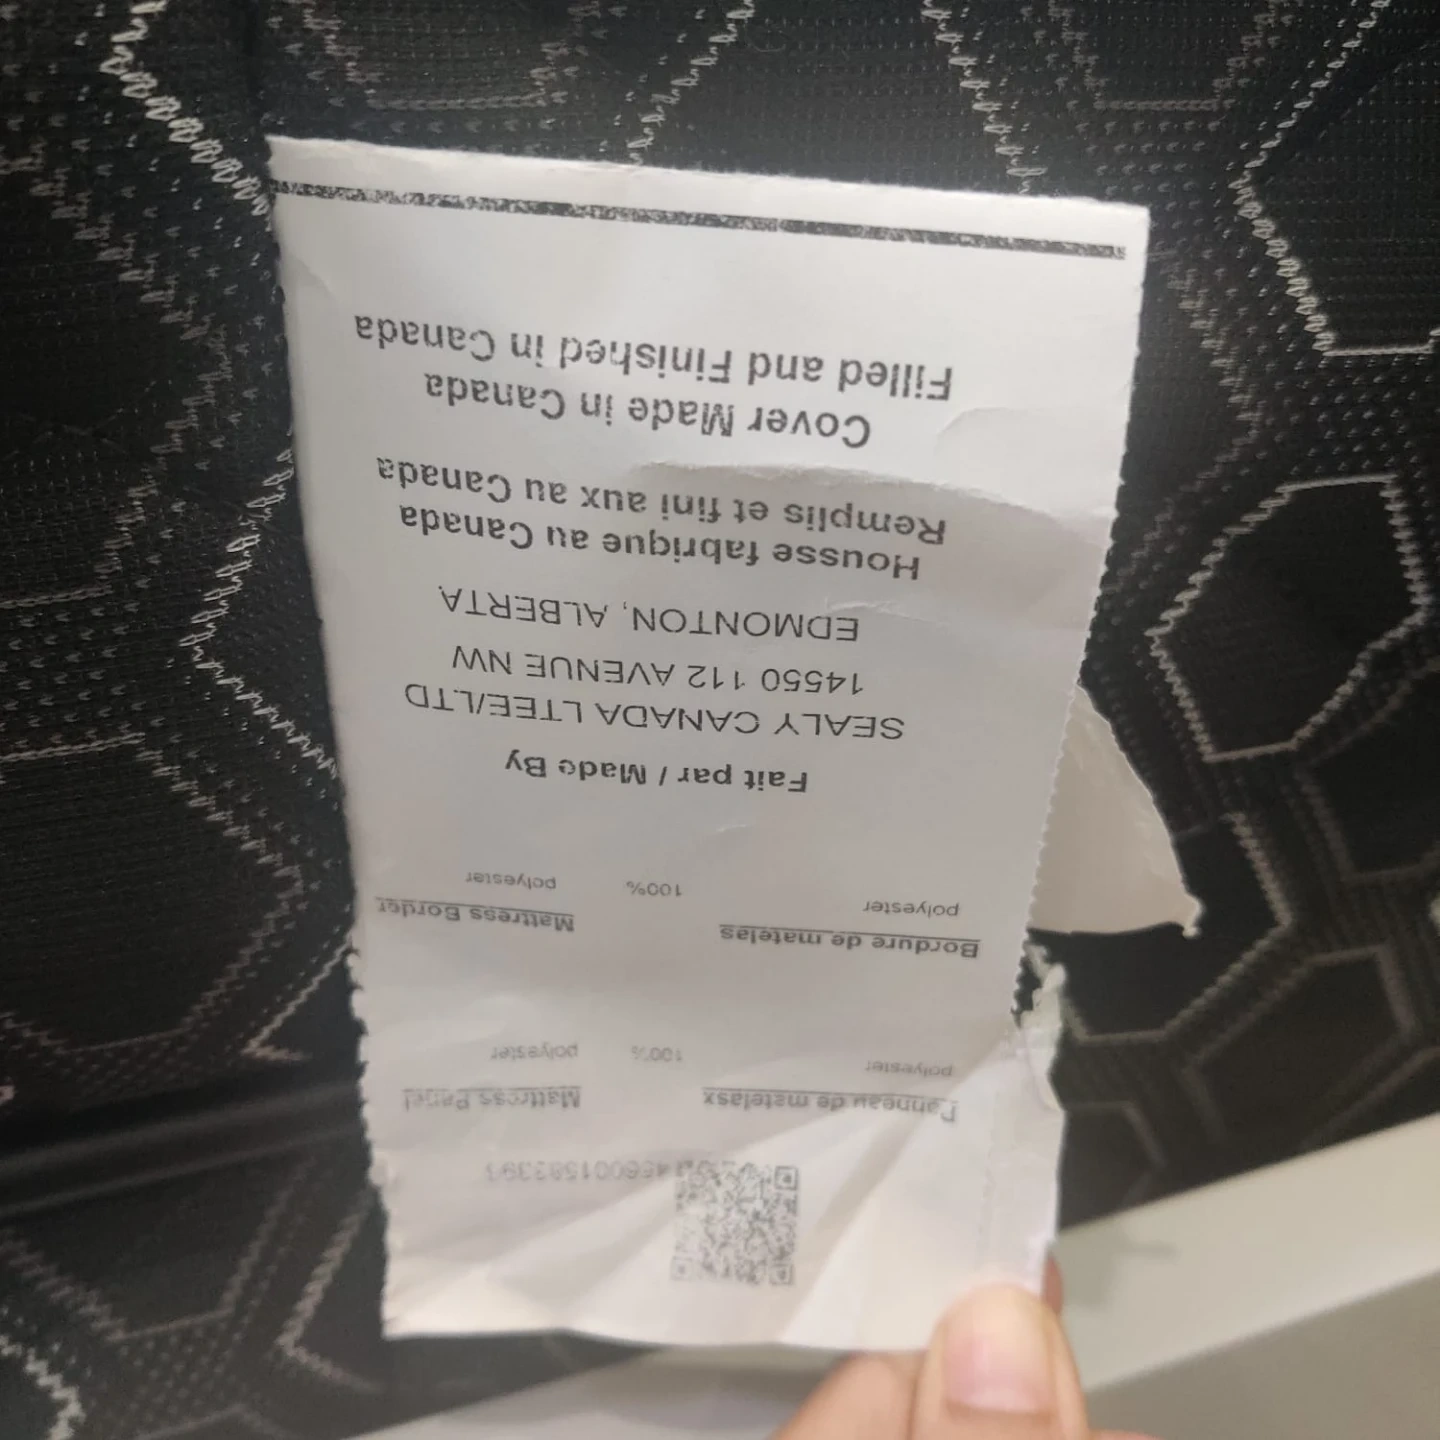 Panneau de matelasx Mattress Panel
polyester 100% polyester
Bordure de matelas Mattress Border
polyester 100% polyester
Fait par / Made By
SEALY CANADA LTEE/LTD
14550 112 AVENUE NW
EDMONTON, ALBERTA
Housse fabrique au Canada
Remplis et fini aux au Canada
Cover Made in Canada
Filled and Finished in Canada